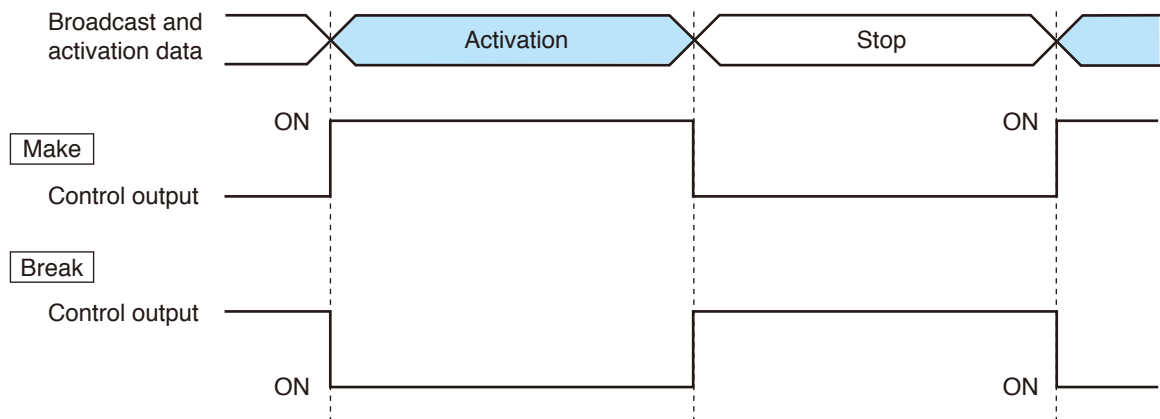 Broadcast and
activation data
Activation
Stop
ON
ON
Make
Control output
Break
Control output
ON
ON